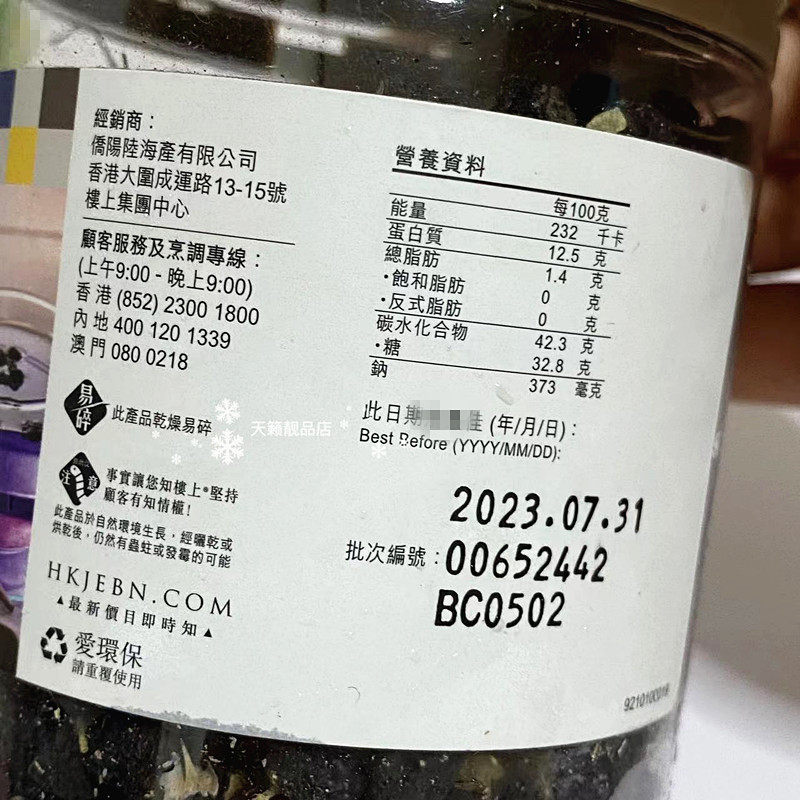 經銷商：
僑陽陸海產有限公司
香港大圍成運路13-15號
樓上集團中心
顧客服務及烹調專線：
(上午9:00 - 晚上9:00)
香港 (852) 2300 1800
內地 400 120 1339
澳門 080 0218
易碎
此產品乾燥易碎
注意
事實讓您知樓上®堅持
顧客有知情權!
此產品於自然環境生長，經曬乾或
烘乾後，仍然有蟲蛀或發霉的可能
HKJEBN.COM
▲最新價目即時知▲
愛環保
請重覆使用
營養資料
每100克
能量 232 千卡
蛋白質 12.5 克
總脂肪 1.4 克
·飽和脂肪 0 克
·反式脂肪 0 克
碳水化合物 42.3 克
·糖 32.8 克
鈉 373 毫克
此日期 佳 (年/月/日)：
Best Before (YYYY/MM/DD):
2023.07.31
批次編號：00652442
BC0502
天籁靓品店